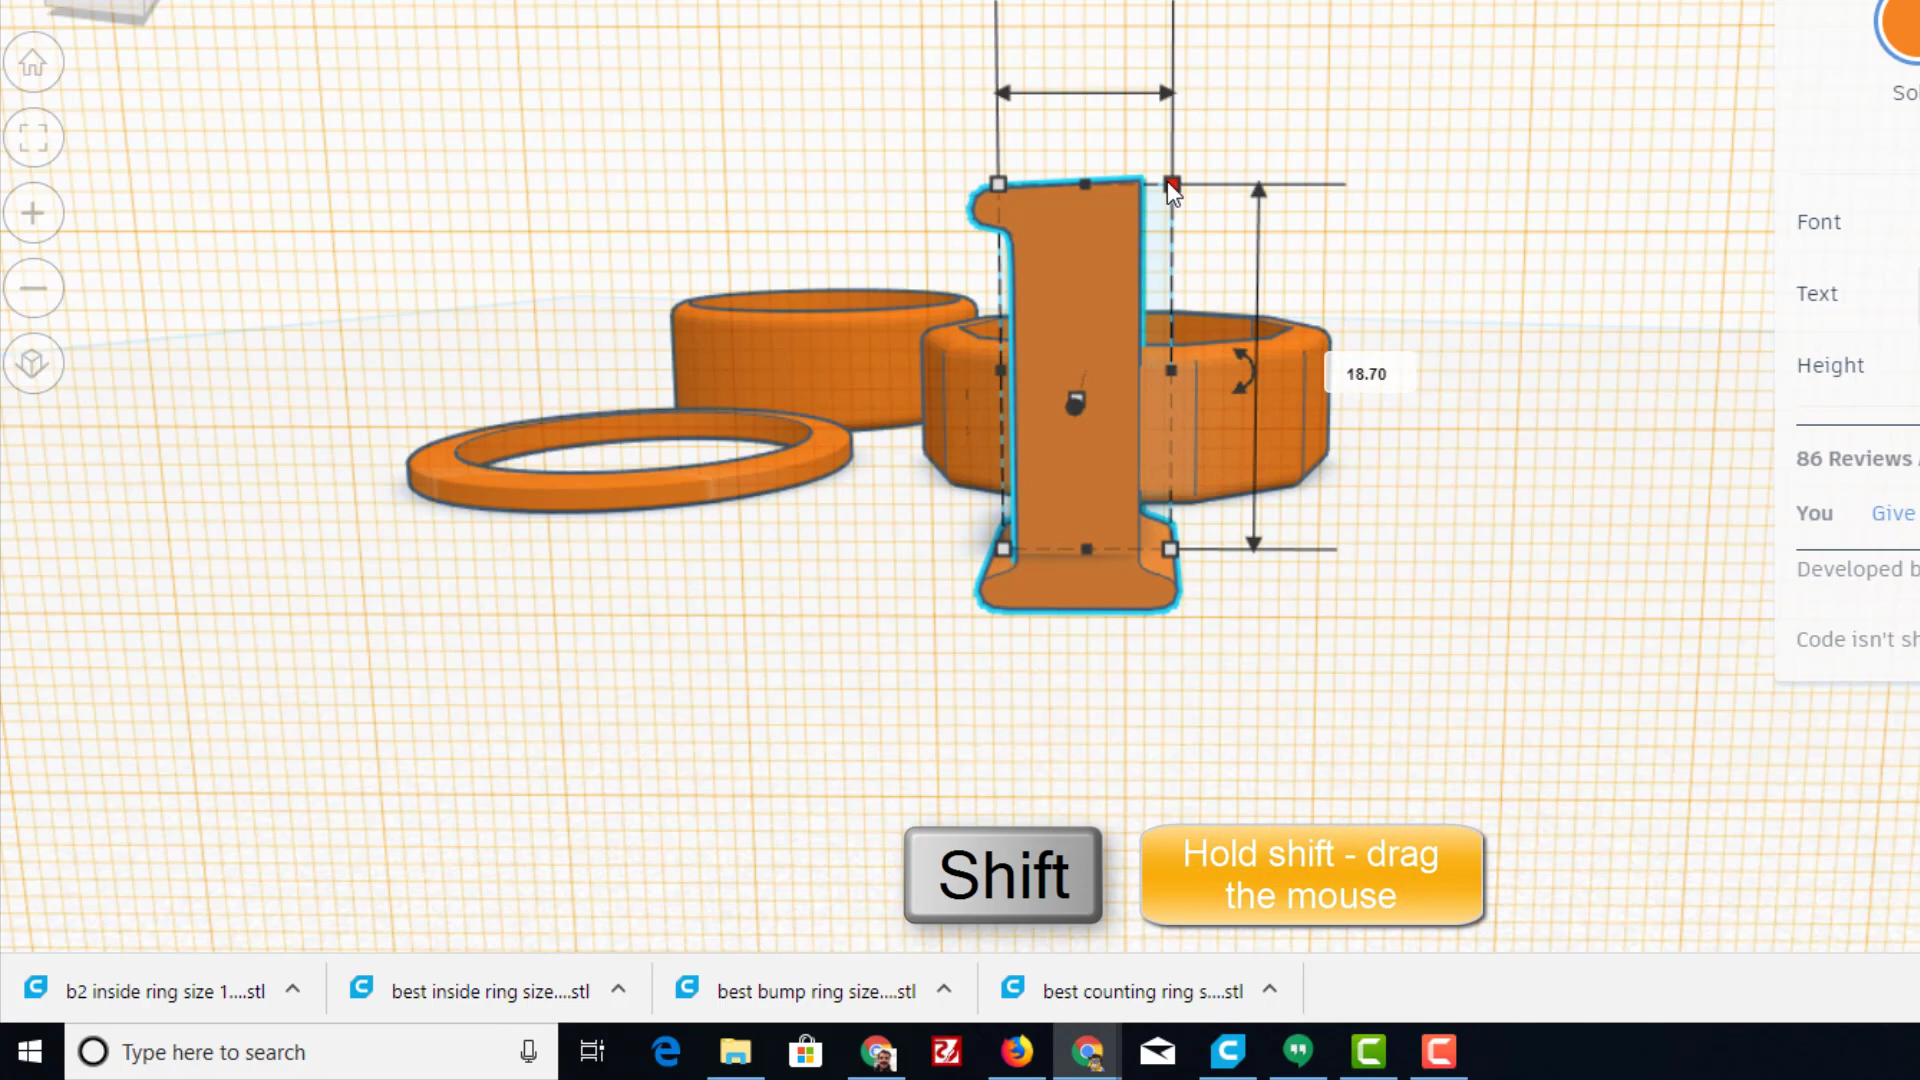 Sol
Font
Text
Height
18.70
86 Reviews
You Give
Developed b
Code isn't sh
Shift
Hold shift - drag
the mouse
b2 inside ring size 1....stl
best inside ring size....stl
best bump ring size....stl
best counting ring s....stl
Type here to search